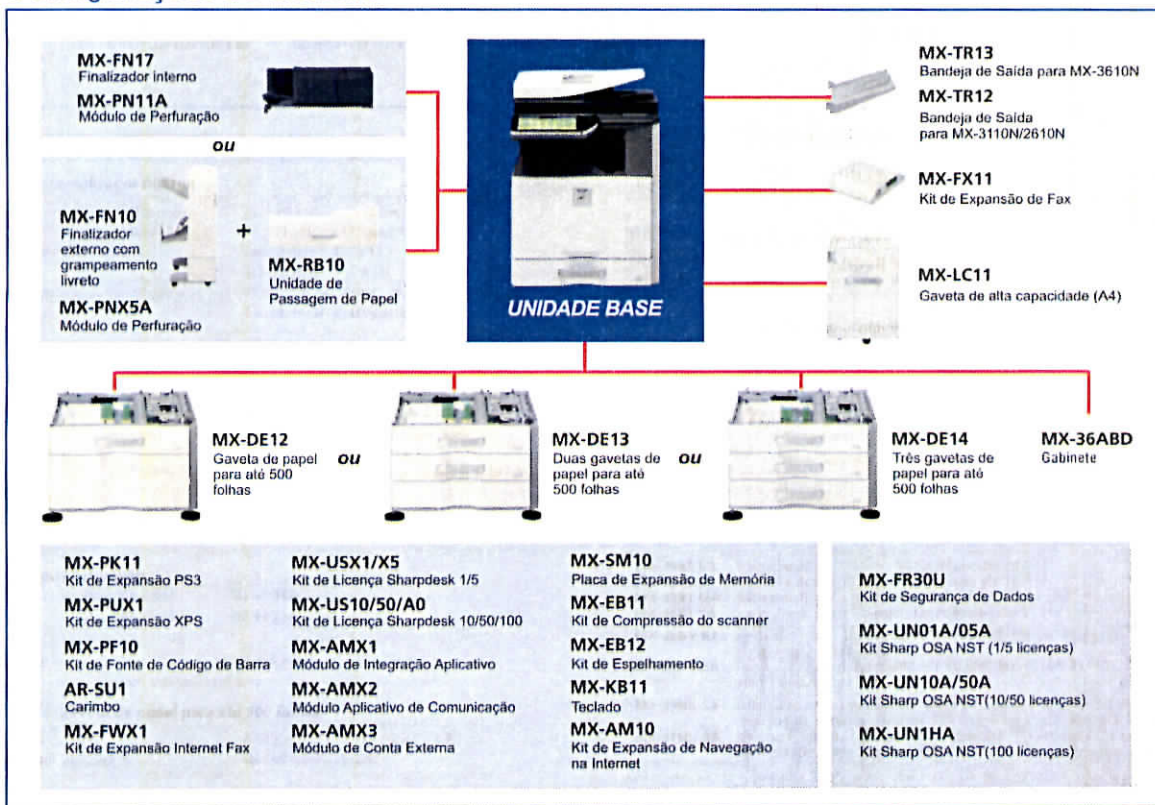 MX-FN17
Finalizador interno
MX-PN11A
Módulo de Perfuração
ou
MX-FN10
Finalizador
externo com
grampeamento
livreto
MX-PNX5A
Módulo de Perfuração
+
MX-RB10
Unidade de
Passagem de Papel
UNIDADE BASE
MX-TR13
Bandeja de Saída para MX-3610N
MX-TR12
Bandeja de Saída
para MX-3110N/2610N
MX-FX11
Kit de Expansão de Fax
MX-LC11
Gaveta de alta capacidade (A4)
MX-DE12
Gaveta de papel
para até 500
folhas
ou
MX-DE13
Duas gavetas de
papel para até
500 folhas
ou
MX-DE14
Três gavetas de
papel para até
500 folhas
MX-36ABD
Gabinete
MX-PK11
Kit de Expansão PS3
MX-PUX1
Kit de Expansão XPS
MX-PF10
Kit de Fonte de Código de Barra
AR-SU1
Carimbo
MX-FWX1
Kit de Expansão Internet Fax
MX-USX1/X5
Kit de Licença Sharpdesk 1/5
MX-US10/50/A0
Kit de Licença Sharpdesk 10/50/100
MX-AMX1
Módulo de Integração Aplicativo
MX-AMX2
Módulo Aplicativo de Comunicação
MX-AMX3
Módulo de Conta Externa
MX-SM10
Placa de Expansão de Memória
MX-EB11
Kit de Compressão do scanner
MX-EB12
Kit de Espelhamento
MX-KB11
Teclado
MX-AM10
Kit de Expansão de Navegação
na Internet
MX-FR30U
Kit de Segurança de Dados
MX-UN01A/05A
Kit Sharp OSA NST (1/5 licenças)
MX-UN10A/50A
Kit Sharp OSA NST(10/50 licenças)
MX-UN1HA
Kit Sharp OSA NST(100 licenças)